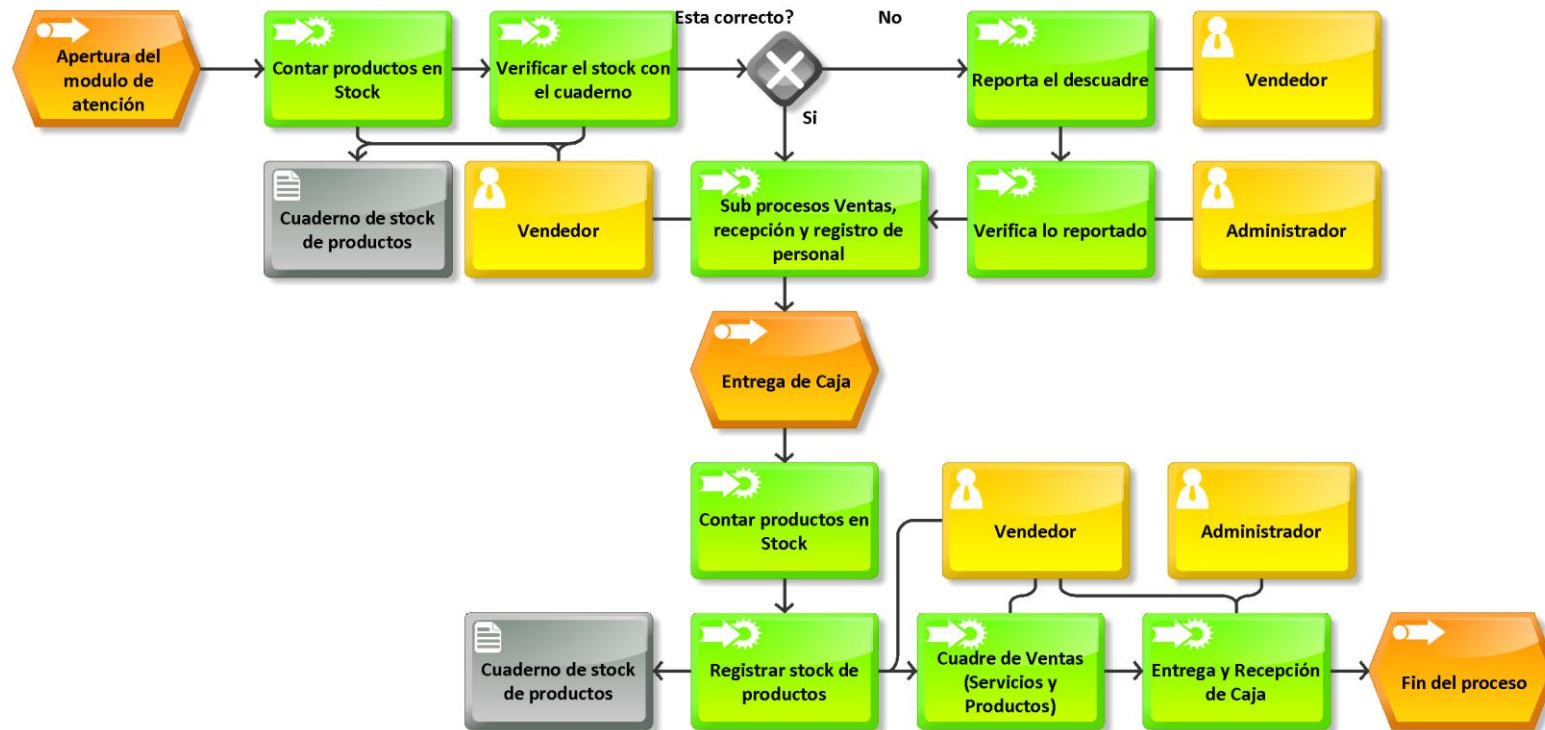 Esta correcto?
No
Apertura del
modulo de
atención
Contar productos en
Stock
Verificar el stock con
el cuaderno
Reporta el descuadre
Vendedor
Si
Cuaderno de stock
de productos
Vendedor
Sub procesos Ventas,
recepción y registro de
personal
Verifica lo reportado
Administrador
Entrega de Caja
Contar productos en
Stock
Vendedor
Administrador
Cuaderno de stock
de productos
Registrar stock de
productos
Cuadre de Ventas
(Servicios y
Productos)
Entrega y Recepción
de Caja
Fin del proceso